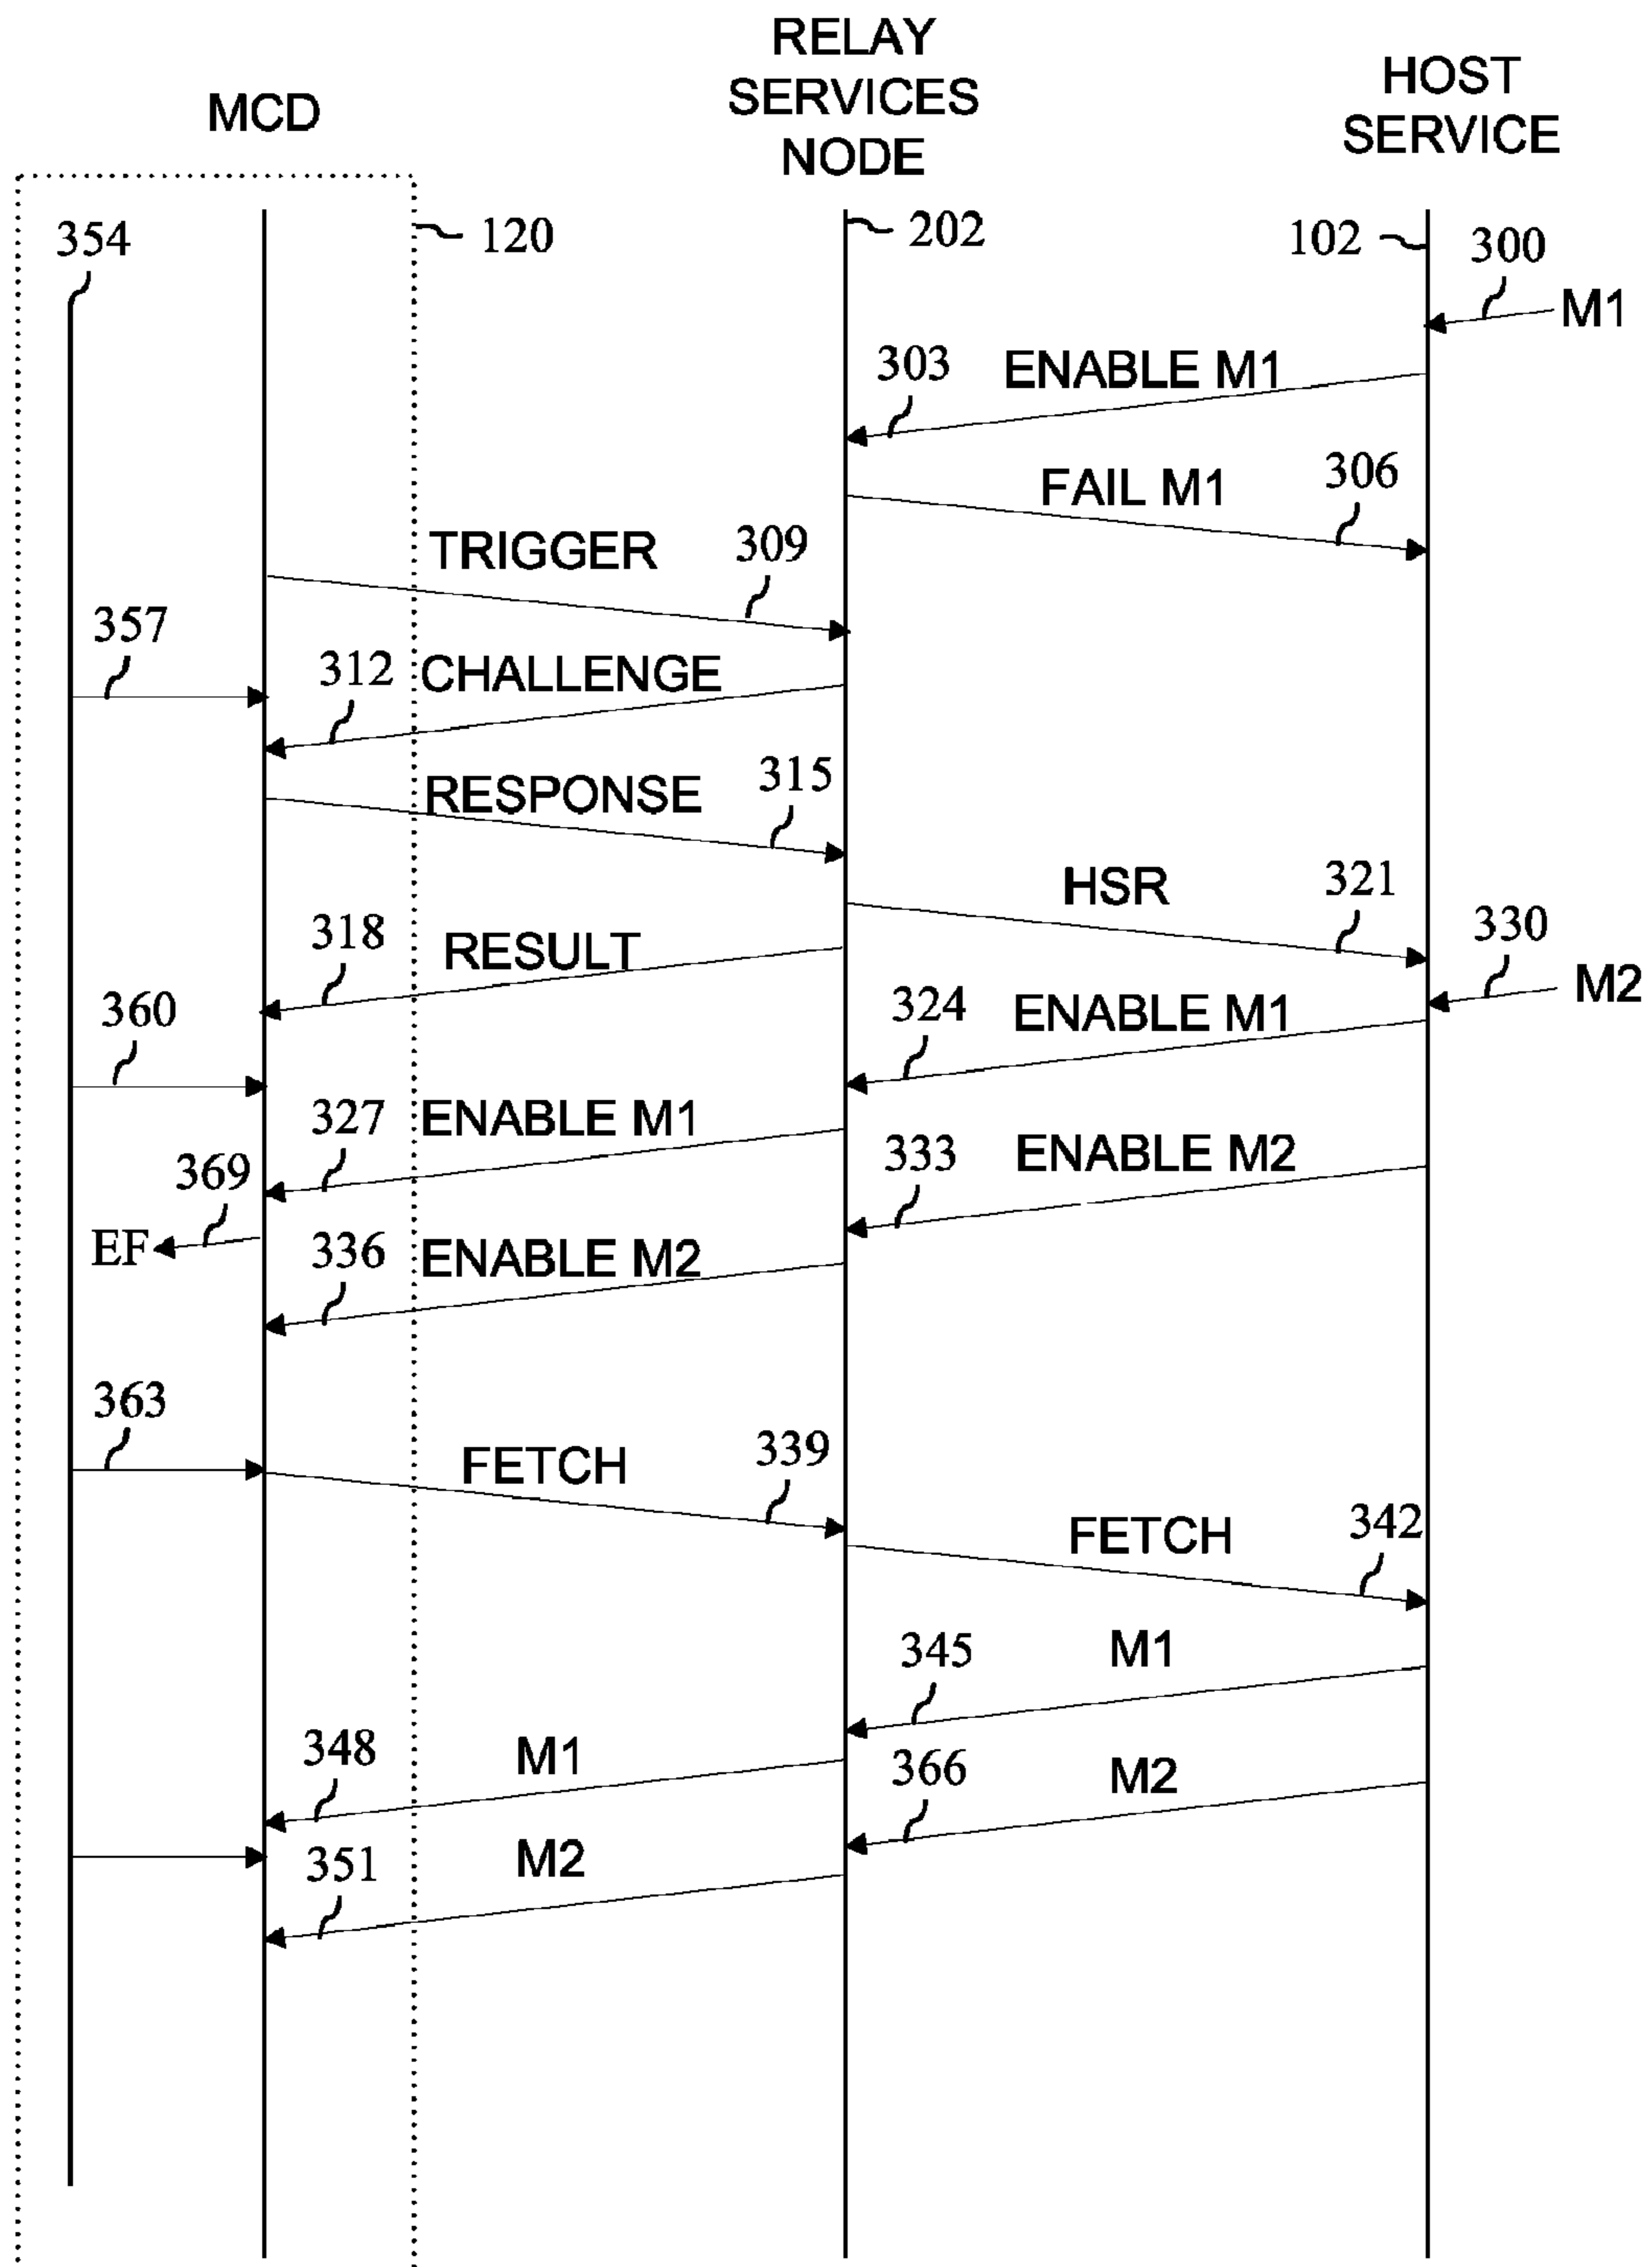 RELAY
SERVICES
NODE
HOST
SERVICE
MCD
354
120
202
102
300
M1
303
ENABLE M1
FAIL M1
306
TRIGGER
309
357
312
CHALLENGE
RESPONSE
315
HSR
321
318
RESULT
330
M2
360
324
ENABLE M1
327
ENABLE M1
369
333
ENABLE M2
EF
336
ENABLE M2
363
FETCH
339
FETCH
342
345
M1
348
M1
366
M2
351
M2